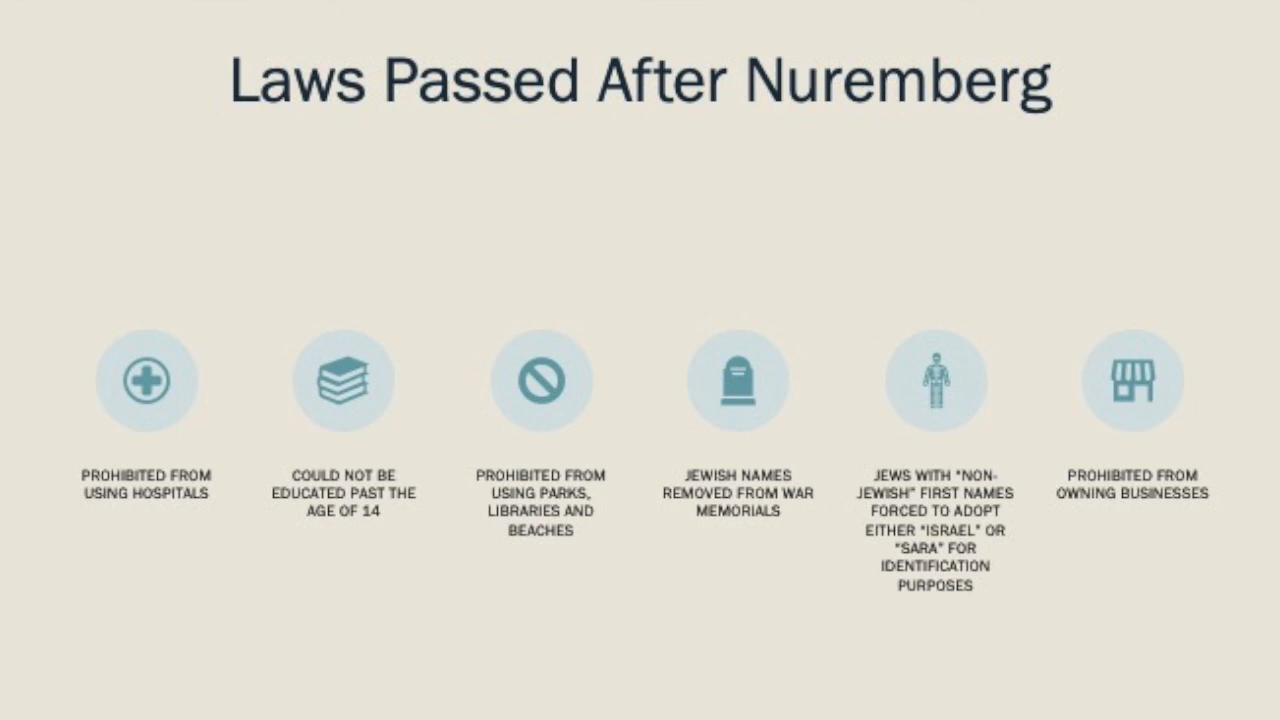 Laws Passed After Nuremberg
PROHIBITED FROM
USING HOSPITALS
COULD NOT BE
EDUCATED PAST THE
AGE OF 14
PROHIBITED FROM
USING PARKS,
LIBRARIES AND
BEACHES
JEWISH NAMES
REMOVED FROM WAR
MEMORIALS
JEWS WITH "NON-
JEWISH" FIRST NAMES
FORCED TO ADOPT
EITHER "ISRAEL" OR
"SARA" FOR
IDENTIFICATION
PURPOSES
PROHIBITED FROM
OWNING BUSINESSES